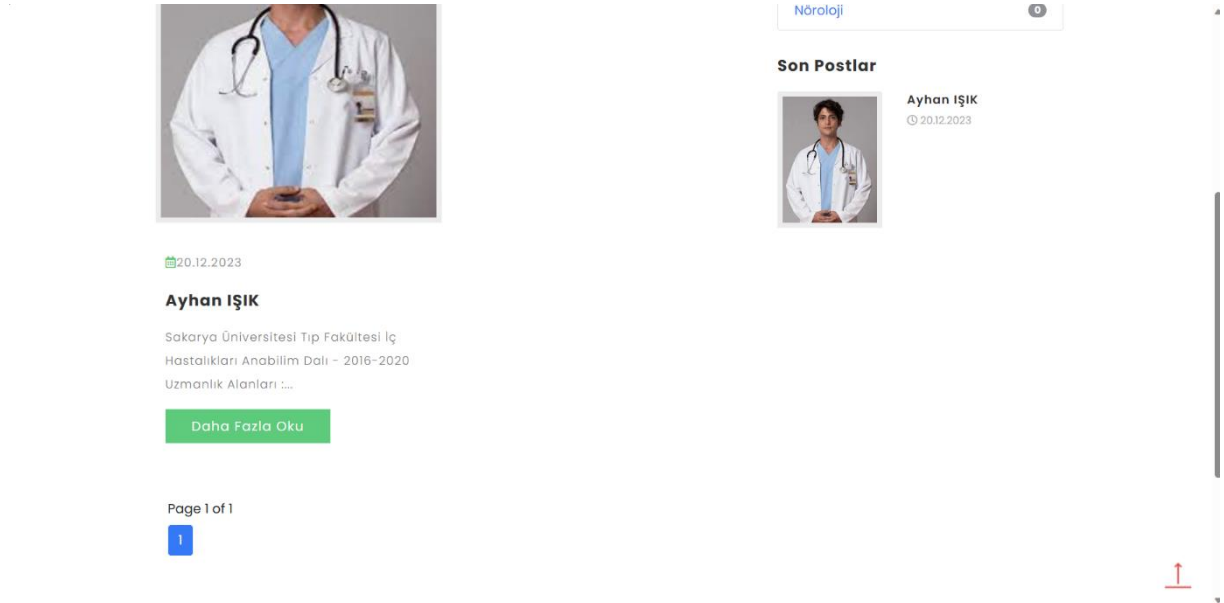 Nöroloji 0
Son Postlar
Ayhan IŞIK
20.12.2023
20.12.2023
Ayhan IŞIK
Sakarya Üniversitesi Tıp Fakültesi İç
Hastalıkları Anabilim Dalı - 2016-2020
Uzmanlık Alanları :...
Daha Fazla Oku
Page 1 of 1
1